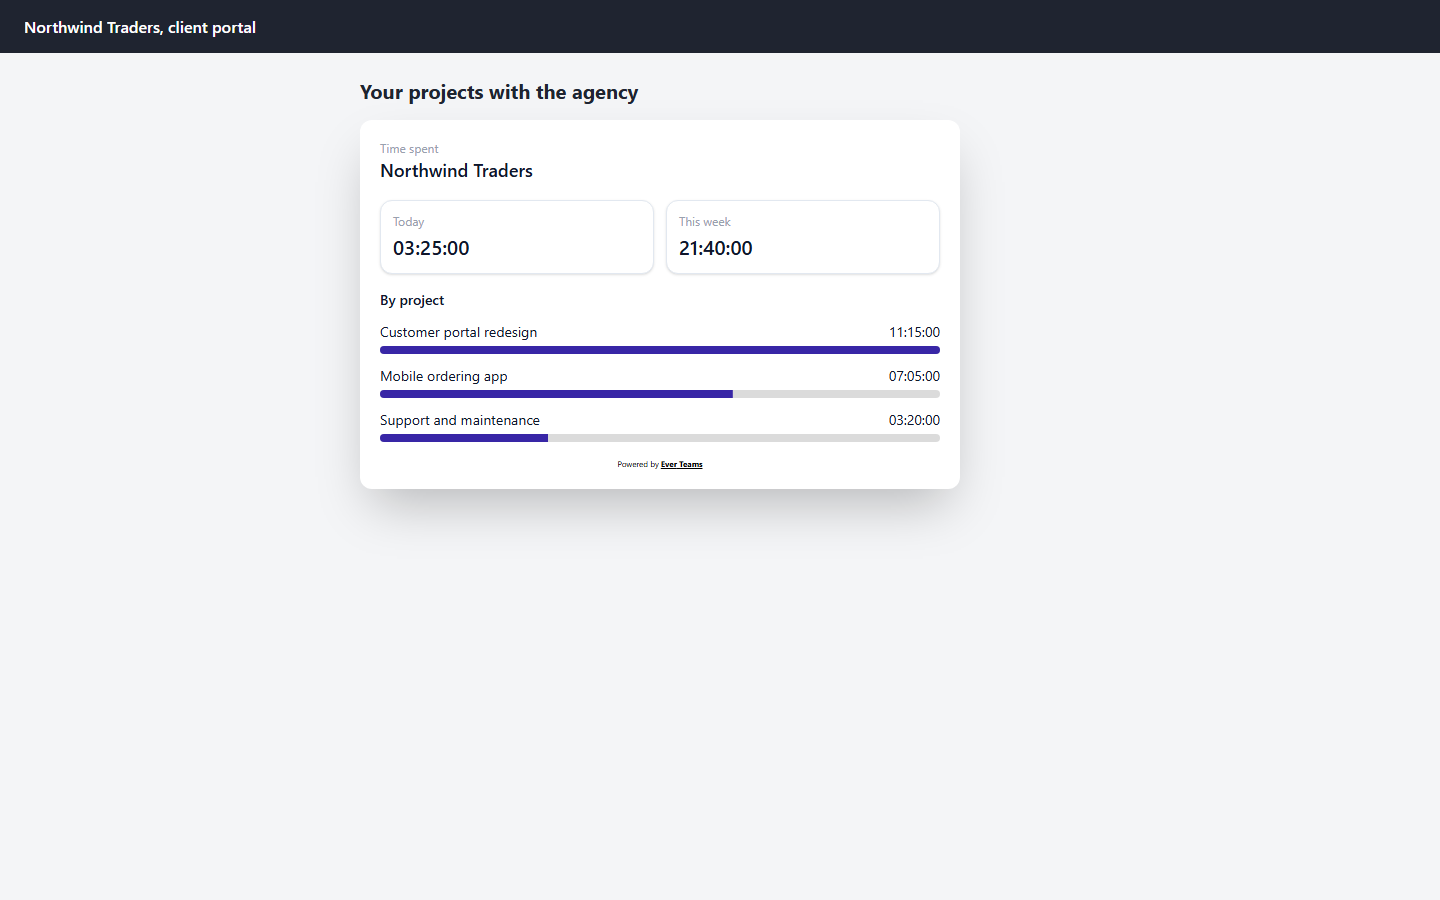 Northwind Traders, client portal
Your projects with the agency
Time spent
Northwind Traders
Today
03:25:00
This week
21:40:00
By project
Customer portal redesign 11:15:00
Mobile ordering app 07:05:00
Support and maintenance 03:20:00
Powered by Ever Teams